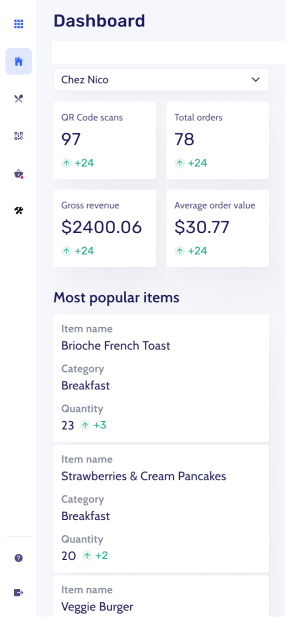 Dashboard
Chez Nico
QR Code scans
97
+24
Total orders
78
+24
Gross revenue
$2400.06
+24
Average order value
$30.77
+24
Most popular items
Item name
Brioche French Toast
Category
Breakfast
Quantity
23 +3
Item name
Strawberries & Cream Pancakes
Category
Breakfast
Quantity
20 +2
Item name
Veggie Burger